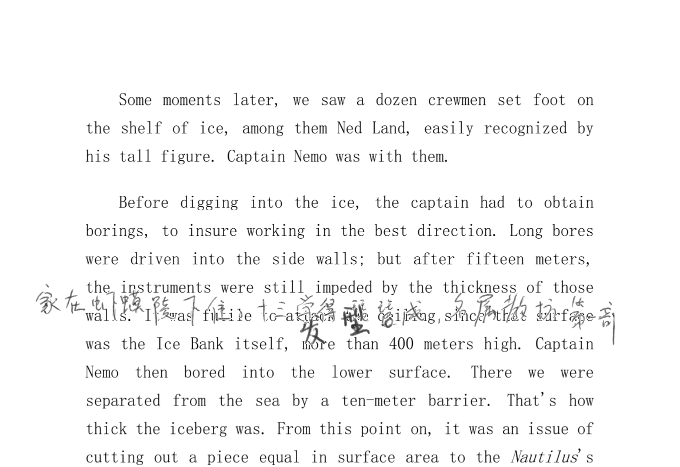 Some moments later, we saw a dozen crewmen set foot on
the shelf of ice, among them Ned Land, easily recognized by
his tall figure. Captain Nemo was with them.
Before digging into the ice, the captain had to obtain
borings, to insure working in the best direction. Long bores
were driven into the side walls; but after fifteen meters,
the instruments were still impeded by the thickness of those
家在虾蟆陵下住。十三学得琵琶成,名属教坊第一部
walls. It was futile to attack the ceiling since that surface
发型
was the Ice Bank itself, more than 400 meters high. Captain
Nemo then bored into the lower surface. There we were
separated from the sea by a ten-meter barrier. That's how
thick the iceberg was. From this point on, it was an issue of
cutting out a piece equal in surface area to the Nautilus's